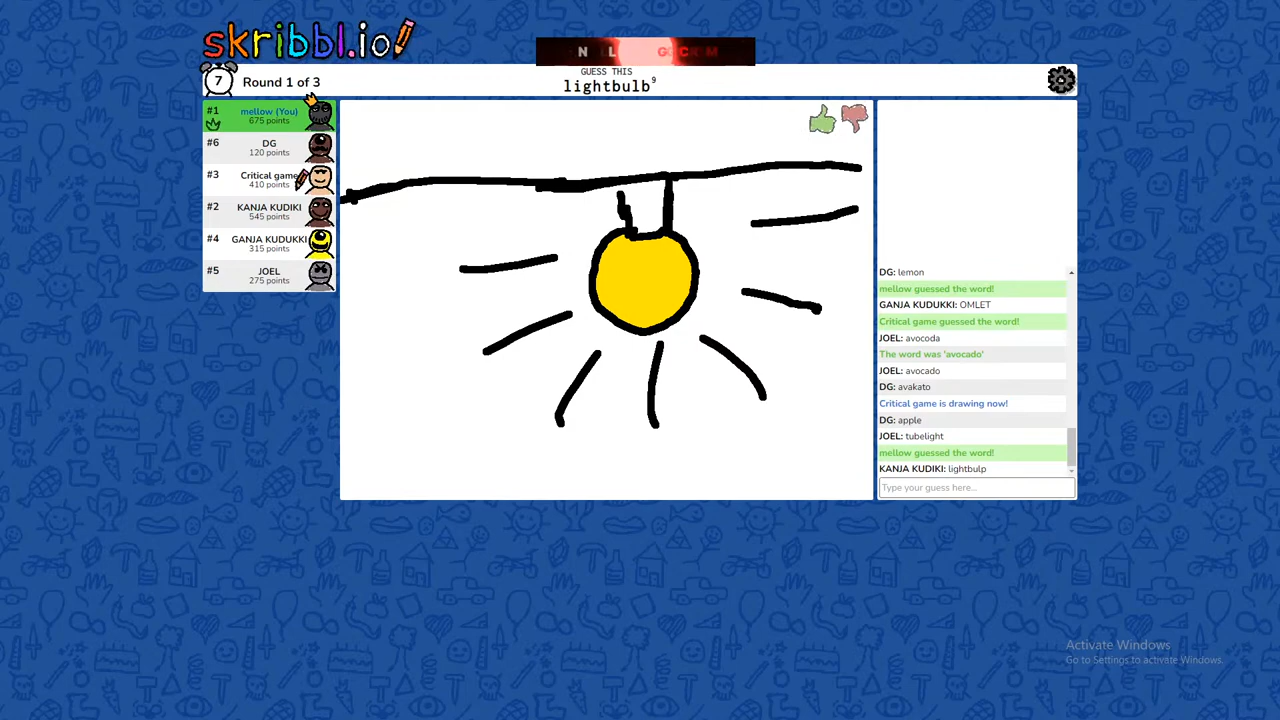 skribbl.io
7
Round 1 of 3
GUESS THIS
lightbulb9
#1 mellow (You)
675 points
#6 DG
120 points
#3 Critical game
410 points
#2 KANJA KUDIKI
545 points
#4 GANJA KUDUKKI
315 points
#5 JOEL
275 points
DG: lemon
mellow guessed the word!
GANJA KUDUKKI: OMLET
Critical game guessed the word!
JOEL: avocoda
The word was 'avocado'
JOEL: avocado
DG: avakato
Critical game is drawing now!
DG: apple
JOEL: tubelight
mellow guessed the word!
KANJA KUDIKI: lightbulp
Type your guess here...
Activate Windows
Go to Settings to activate Windows.